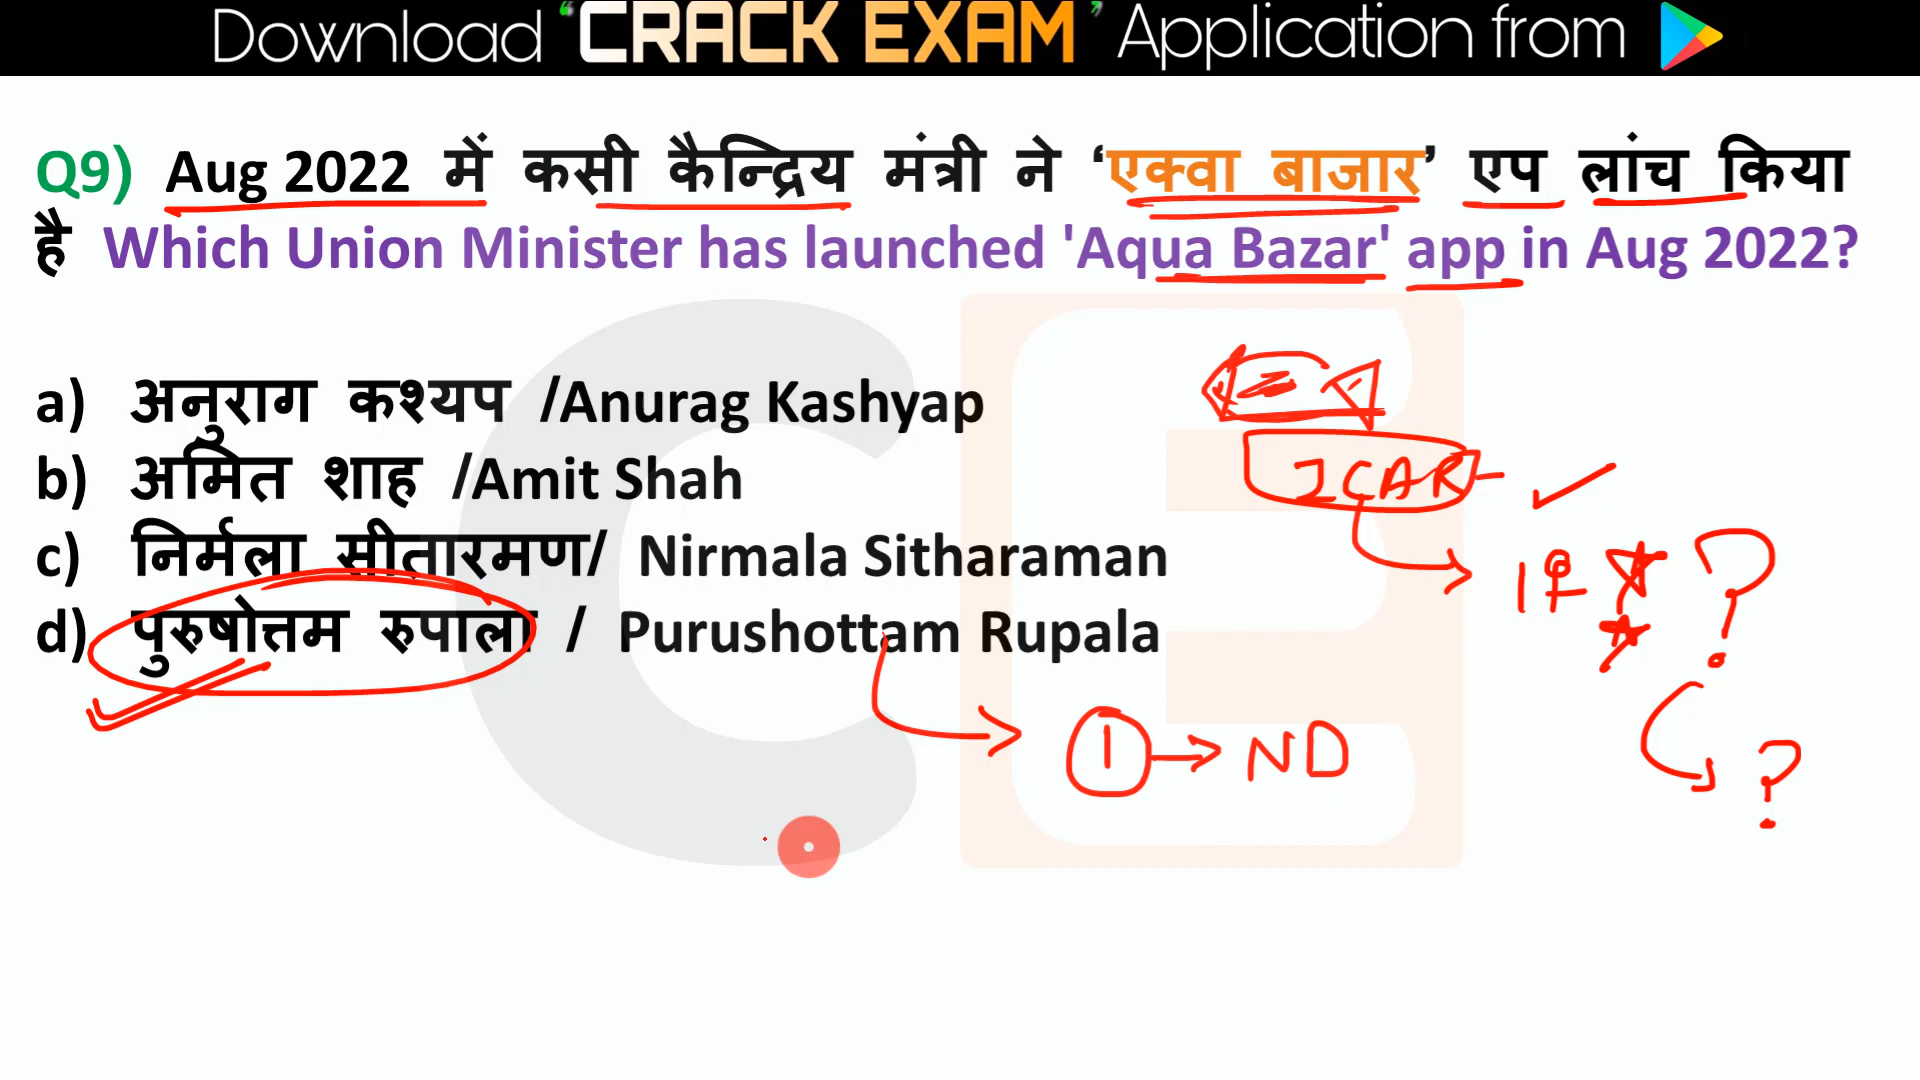 Download ‘CRACK EXAM’ Application from
Q9) Aug 2022 में कसी कैन्द्रिय मंत्री ने ‘एक्वा बाजार’ एप लांच किया
है Which Union Minister has launched 'Aqua Bazar' app in Aug 2022?
a) अनुराग कश्यप /Anurag Kashyap
b) अमित शाह /Amit Shah
ICAR
c) निर्मला सीतारमण/ Nirmala Sitharaman
?
d) पुरुषोत्तम रुपाला / Purushottam Rupala
1 → ND
?